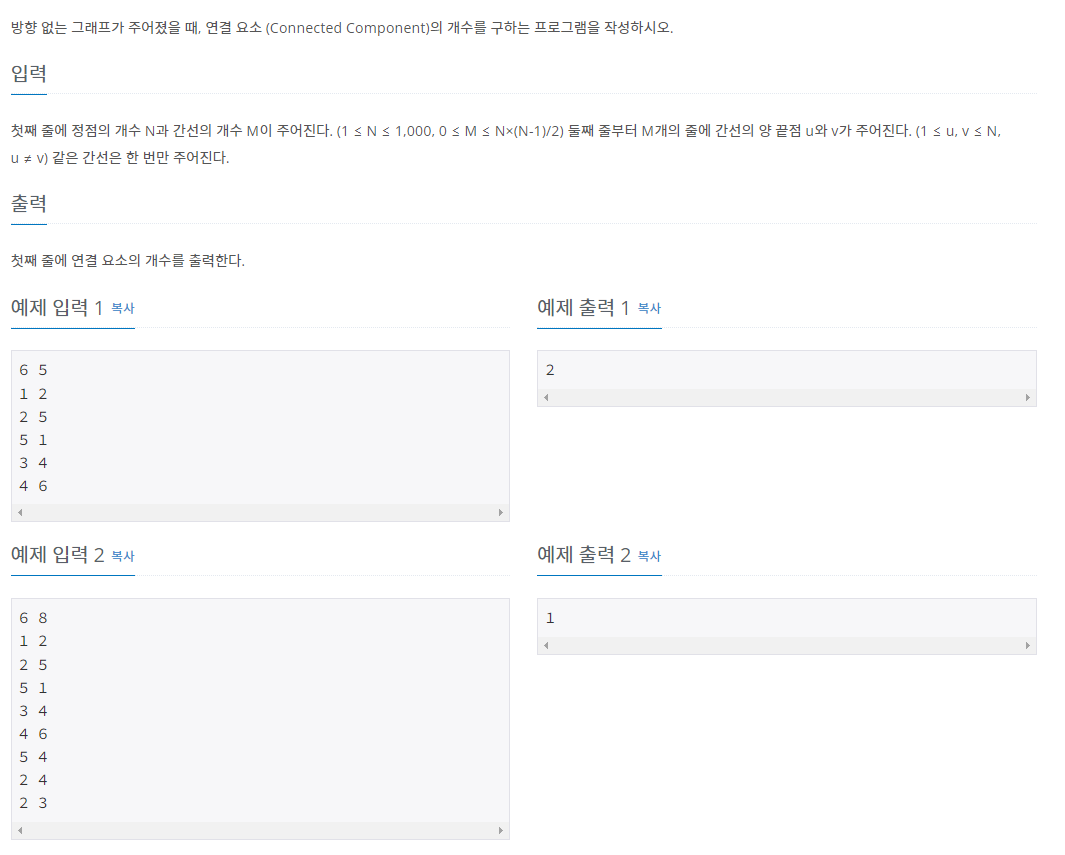 방향 없는 그래프가 주어졌을 때, 연결 요소 (Connected Component)의 개수를 구하는 프로그램을 작성하시오.
입력
첫째 줄에 정점의 개수 N과 간선의 개수 M이 주어진다. (1 ≤ N ≤ 1,000, 0 ≤ M ≤ N×(N-1)/2) 둘째 줄부터 M개의 줄에 간선의 양 끝점 u와 v가 주어진다. (1 ≤ u, v ≤ N,
u ≠ v) 같은 간선은 한 번만 주어진다.
출력
첫째 줄에 연결 요소의 개수를 출력한다.
예제 입력 1 복사
6 5
1 2
2 5
5 1
3 4
4 6
예제 출력 1 복사
2
예제 입력 2 복사
6 8
1 2
2 5
5 1
3 4
4 6
5 4
2 4
2 3
예제 출력 2 복사
1